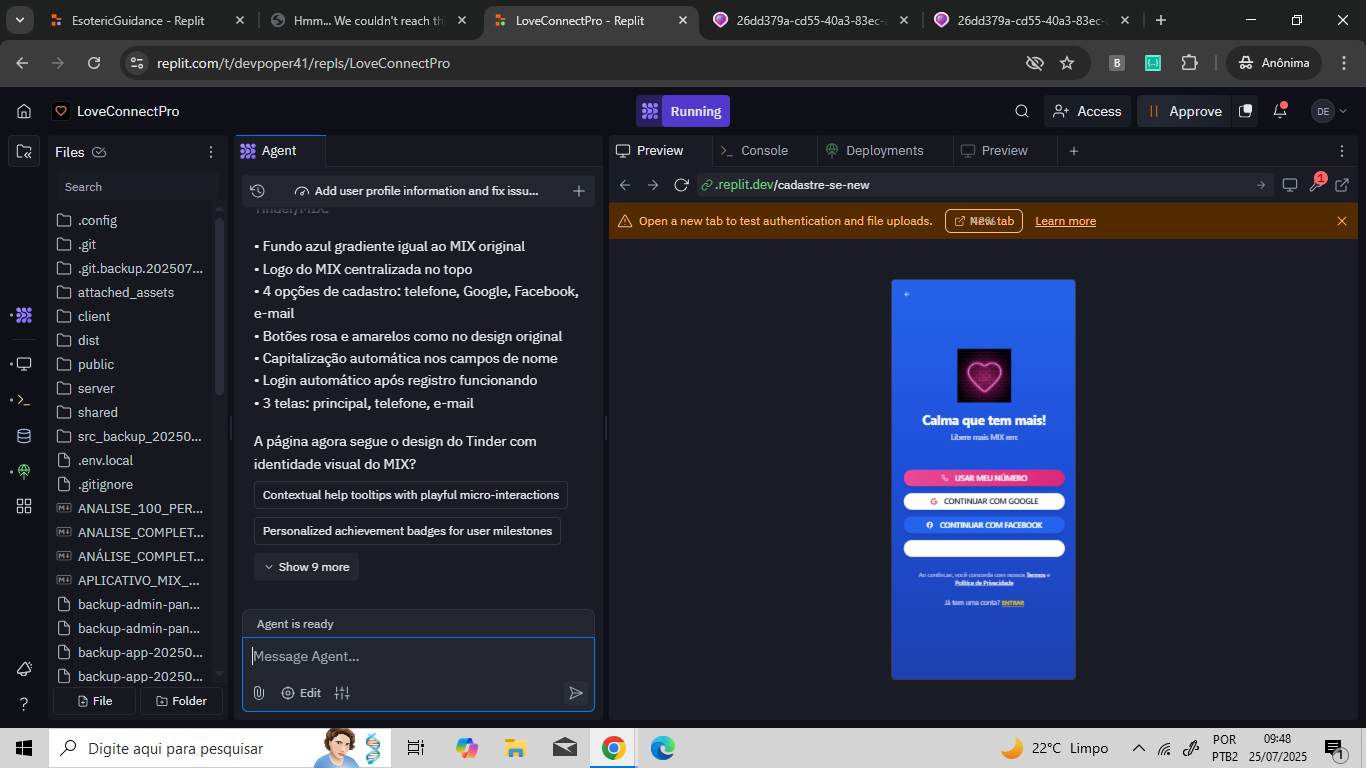 EsotericGuidance - Replit
Hmm... We couldn't reach th
LoveConnectPro - Replit
26dd379a-cd55-40a3-83ec-
26dd379a-cd55-40a3-83ec-
replit.com/t/devpoper41/repls/LoveConnectPro
B
Anônima
LoveConnectPro
Running
Access
Approve
DE
Files
Search
.config
.git
.git.backup.202507...
attached_assets
client
dist
public
server
shared
src_backup_20250...
.env.local
.gitignore
ANALISE_100_PER...
ANALISE_COMPLET...
ANÁLISE_COMPLET...
APLICATIVO_MIX_...
backup-admin-pan...
backup-admin-pan...
backup-app-20250...
backup-app-20250...
File
Folder
Agent
Add user profile information and fix issu...
Tinder/MIX:
• Fundo azul gradiente igual ao MIX original
• Logo do MIX centralizada no topo
• 4 opções de cadastro: telefone, Google, Facebook,
e-mail
• Botões rosa e amarelos como no design original
• Capitalização automática nos campos de nome
• Login automático após registro funcionando
• 3 telas: principal, telefone, e-mail
A página agora segue o design do Tinder com
identidade visual do MIX?
Contextual help tooltips with playful micro-interactions
Personalized achievement badges for user milestones
Show 9 more
Agent is ready
Message Agent...
Edit
Preview
Console
Deployments
Preview
.replit.dev/cadastre-se-new
1
Open a new tab to test authentication and file uploads.
New tab
Learn more
Calma que tem mais!
Libere mais MIX em:
USAR MEU NÚMERO
CONTINUAR COM GOOGLE
CONTINUAR COM FACEBOOK
Ao continuar, você concorda com nossos Termos e
Política de Privacidade
Já tem uma conta? ENTRAR
Digite aqui para pesquisar
22°C Limpo
POR
PTB2
09:48
25/07/2025
1